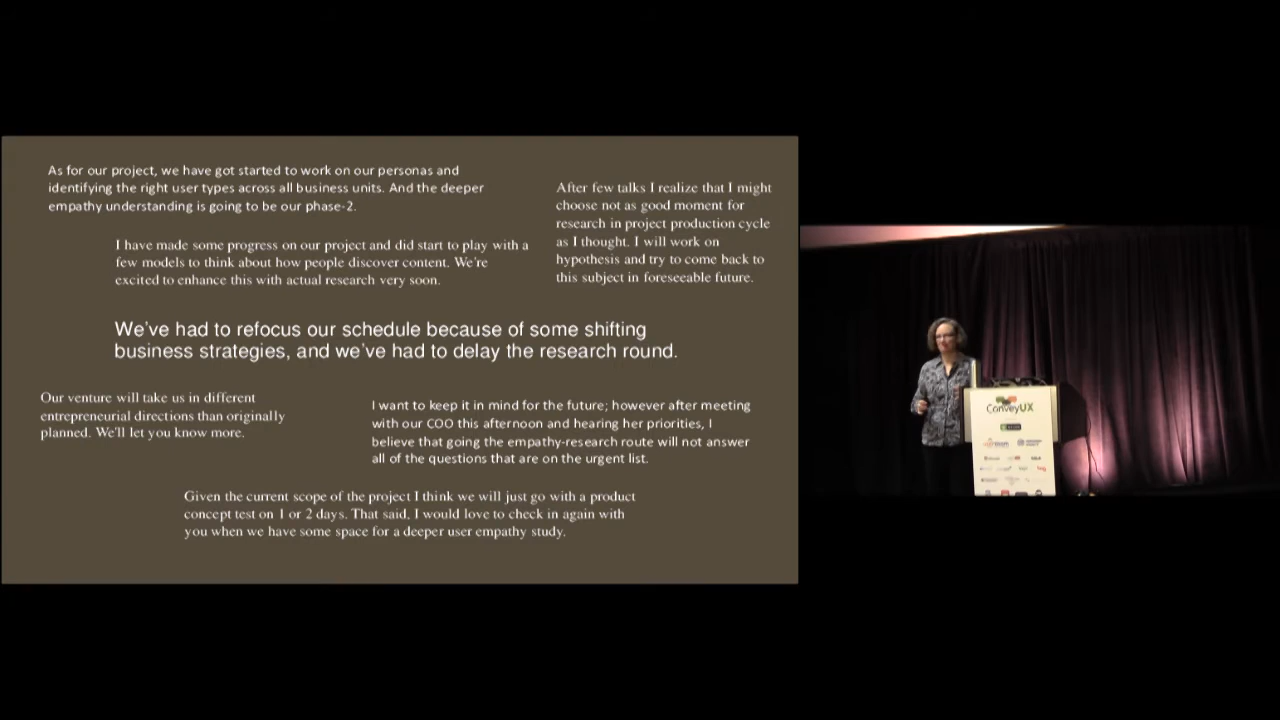 As for our project, we have got started to work on our personas and
identifying the right user types across all business units. And the deeper
empathy understanding is going to be our phase-2.
After few talks I realize that I might
choose not as good moment for
research in project production cycle
as I thought. I will work on
hypothesis and try to come back to
this subject in foreseeable future.
I have made some progress on our project and did start to play with a
few models to think about how people discover content. We're
excited to enhance this with actual research very soon.
We've had to refocus our schedule because of some shifting
business strategies, and we've had to delay the research round.
Our venture will take us in different
entrepreneurial directions than originally
planned. We'll let you know more.
I want to keep it in mind for the future; however after meeting
with our COO this afternoon and hearing her priorities, I
believe that going the empathy-research route will not answer
all of the questions that are on the urgent list.
Given the current scope of the project I think we will just go with a product
concept test on 1 or 2 days. That said, I would love to check in again with
you when we have some space for a deeper user empathy study.
ConveyUX